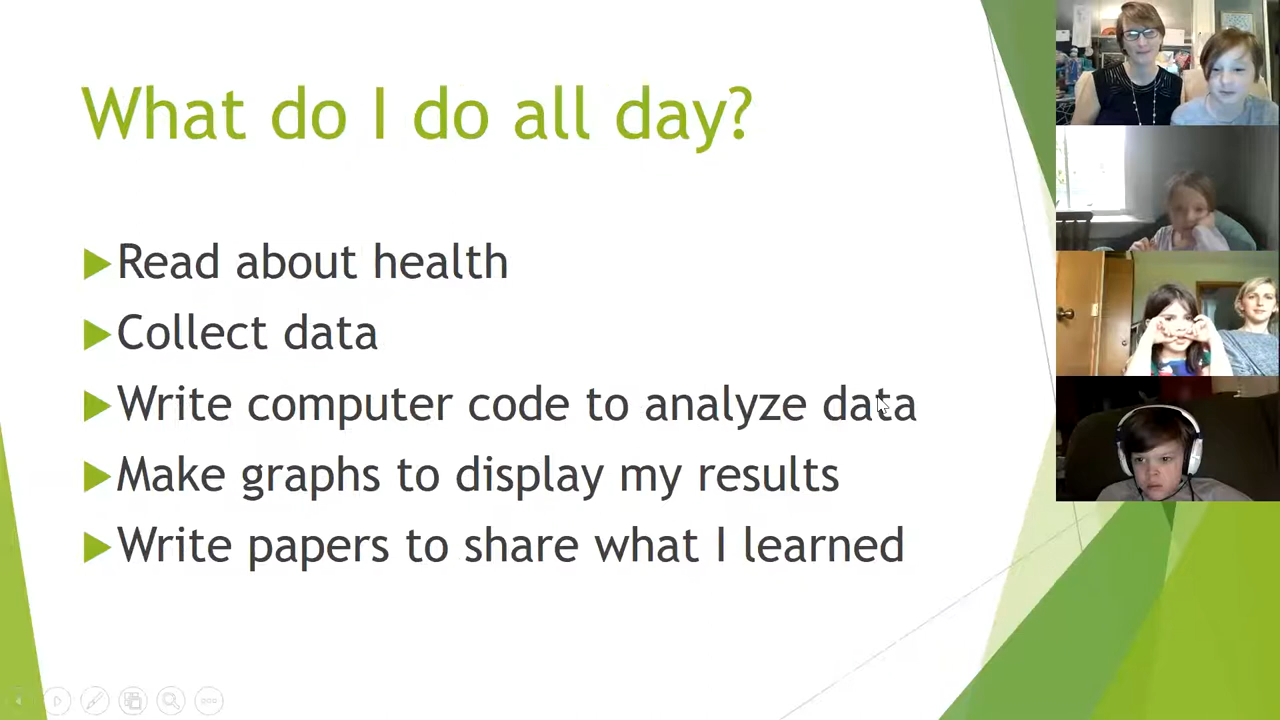 What do I do all day?
Read about health
Collect data
Write computer code to analyze data
Make graphs to display my results
Write papers to share what I learned